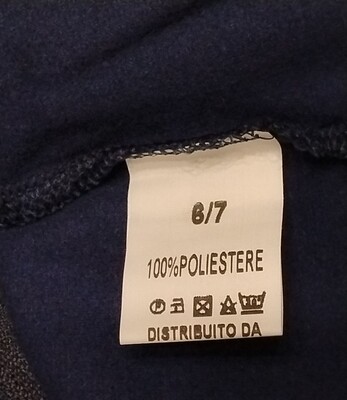 6/7
100%POLIESTERE
DISTRIBUITO DA